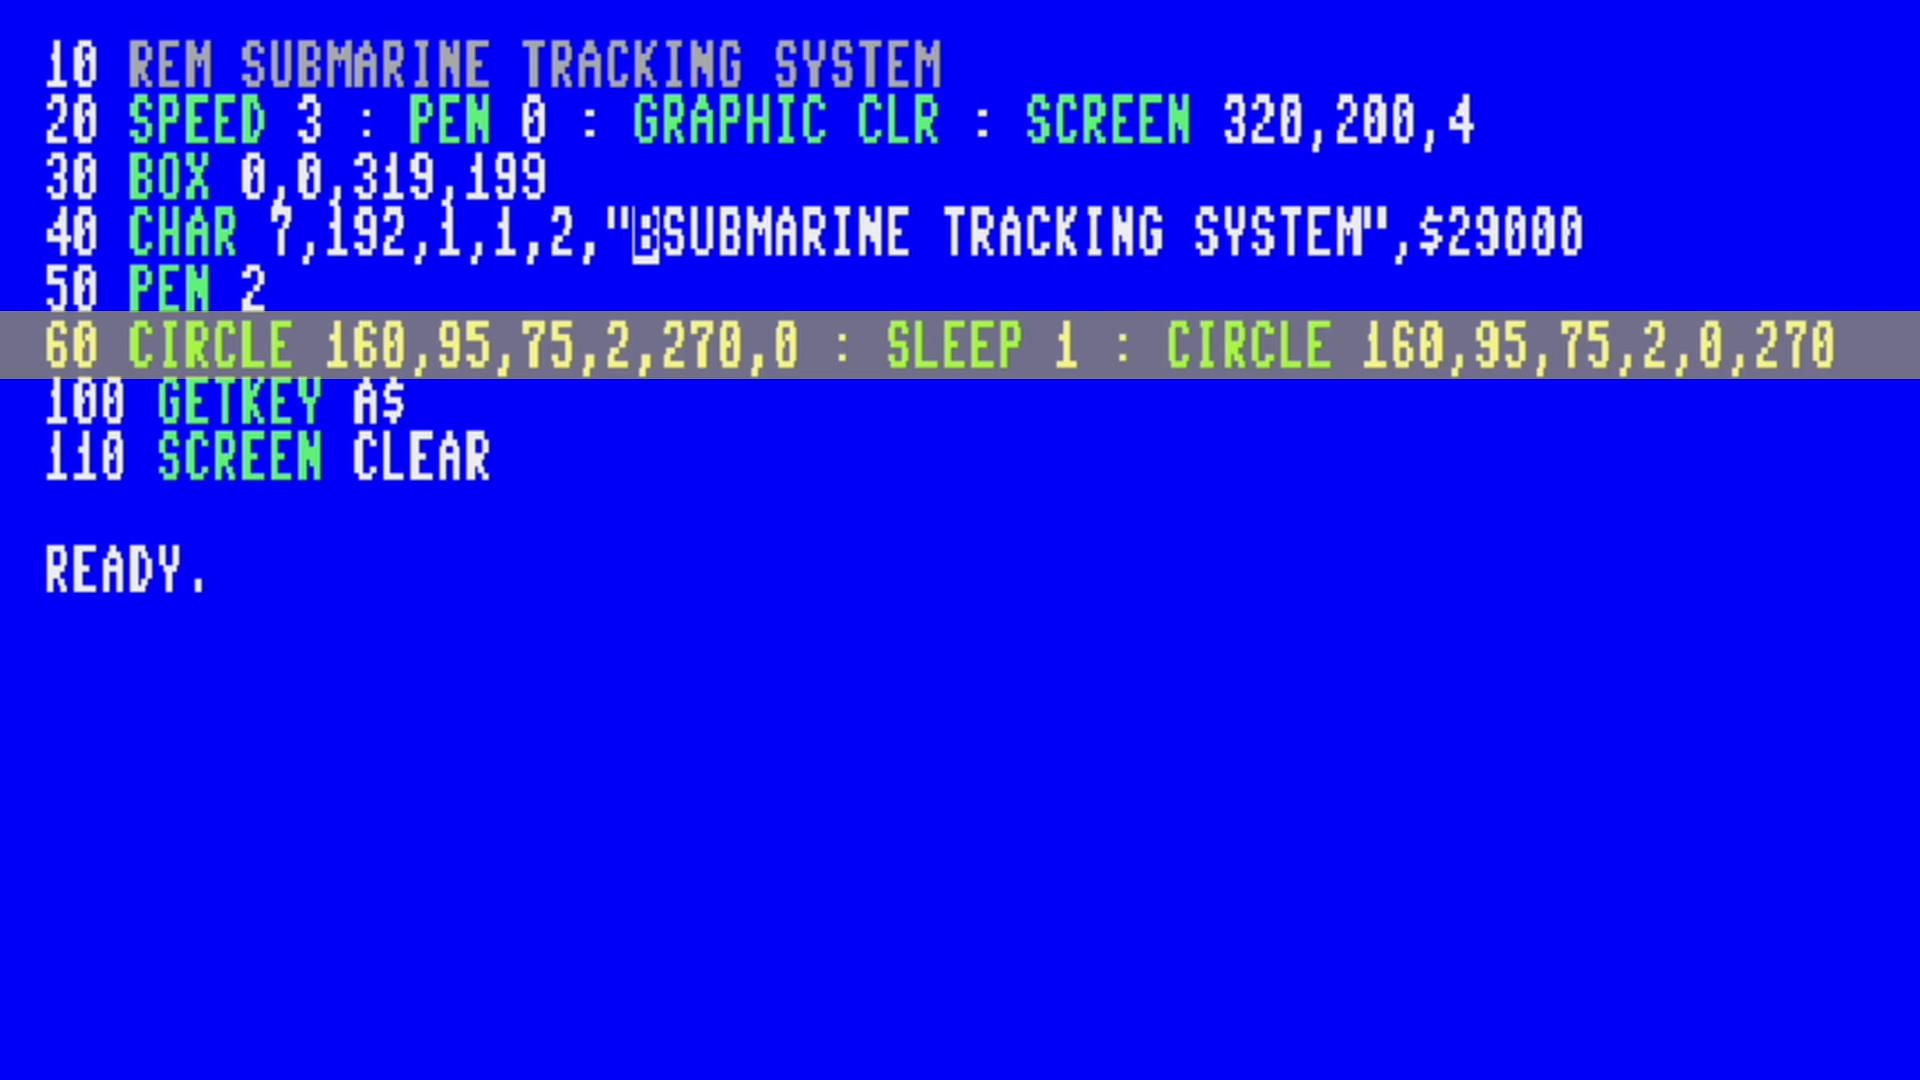 10 REM SUBMARINE TRACKING SYSTEM
20 SPEED 3 : PEN 0 : GRAPHIC CLR : SCREEN 320,200,4
30 BOX 0,0,319,199
40 CHAR 7,192,1,1,2,"BSUBMARINE TRACKING SYSTEM",$29000
50 PEN 2
60 CIRCLE 160,95,75,2,270,0 : SLEEP 1 : CIRCLE 160,95,75,2,0,270
100 GETKEY A$
110 SCREEN CLEAR
READY.